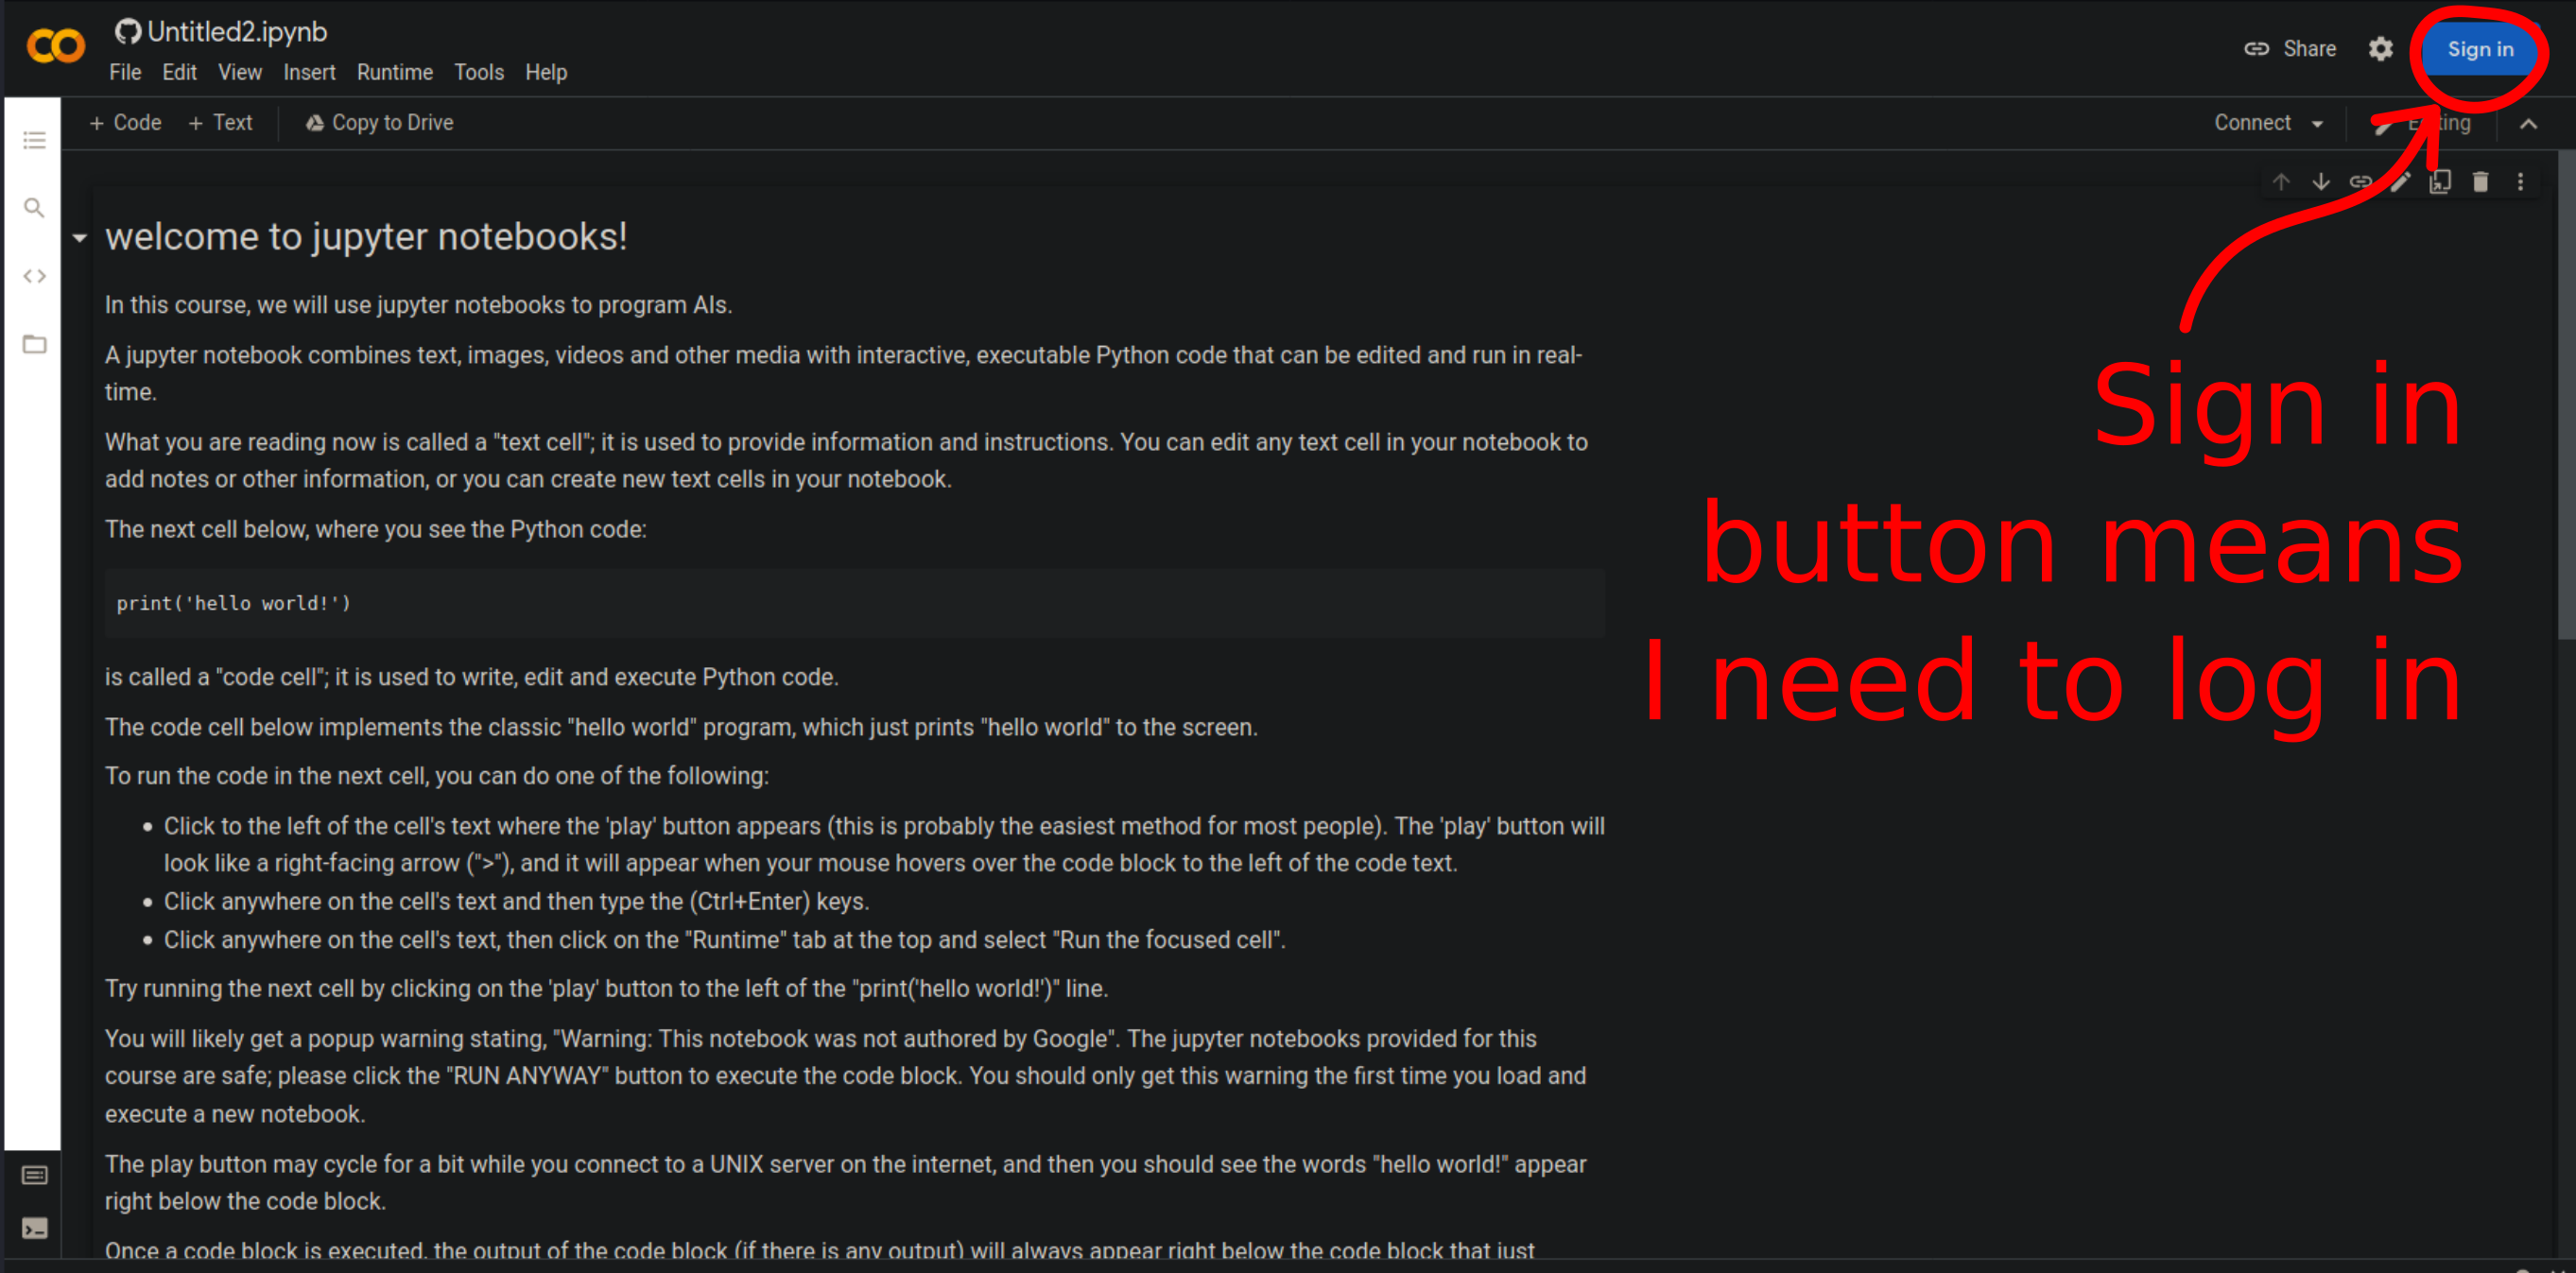 Untitled2.ipynb
File Edit View Insert Runtime Tools Help
Share
Sign in
+ Code + Text Copy to Drive
Connect
welcome to jupyter notebooks!
In this course, we will use jupyter notebooks to program AIs.
A jupyter notebook combines text, images, videos and other media with interactive, executable Python code that can be edited and run in real-
time.
What you are reading now is called a "text cell"; it is used to provide information and instructions. You can edit any text cell in your notebook to
add notes or other information, or you can create new text cells in your notebook.
The next cell below, where you see the Python code:
print('hello world!')
is called a "code cell"; it is used to write, edit and execute Python code.
The code cell below implements the classic "hello world" program, which just prints "hello world" to the screen.
To run the code in the next cell, you can do one of the following:
• Click to the left of the cell's text where the 'play' button appears (this is probably the easiest method for most people). The 'play' button will
look like a right-facing arrow (">"), and it will appear when your mouse hovers over the code block to the left of the code text.
• Click anywhere on the cell's text and then type the (Ctrl+Enter) keys.
• Click anywhere on the cell's text, then click on the "Runtime" tab at the top and select "Run the focused cell".
Try running the next cell by clicking on the 'play' button to the left of the "print('hello world!')" line.
You will likely get a popup warning stating, "Warning: This notebook was not authored by Google". The jupyter notebooks provided for this
course are safe; please click the "RUN ANYWAY" button to execute the code block. You should only get this warning the first time you load and
execute a new notebook.
The play button may cycle for a bit while you connect to a UNIX server on the internet, and then you should see the words "hello world!" appear
right below the code block.
Once a code block is executed, the output of the code block (if there is any output) will always appear right below the code block that just
Sign in
button means
I need to log in